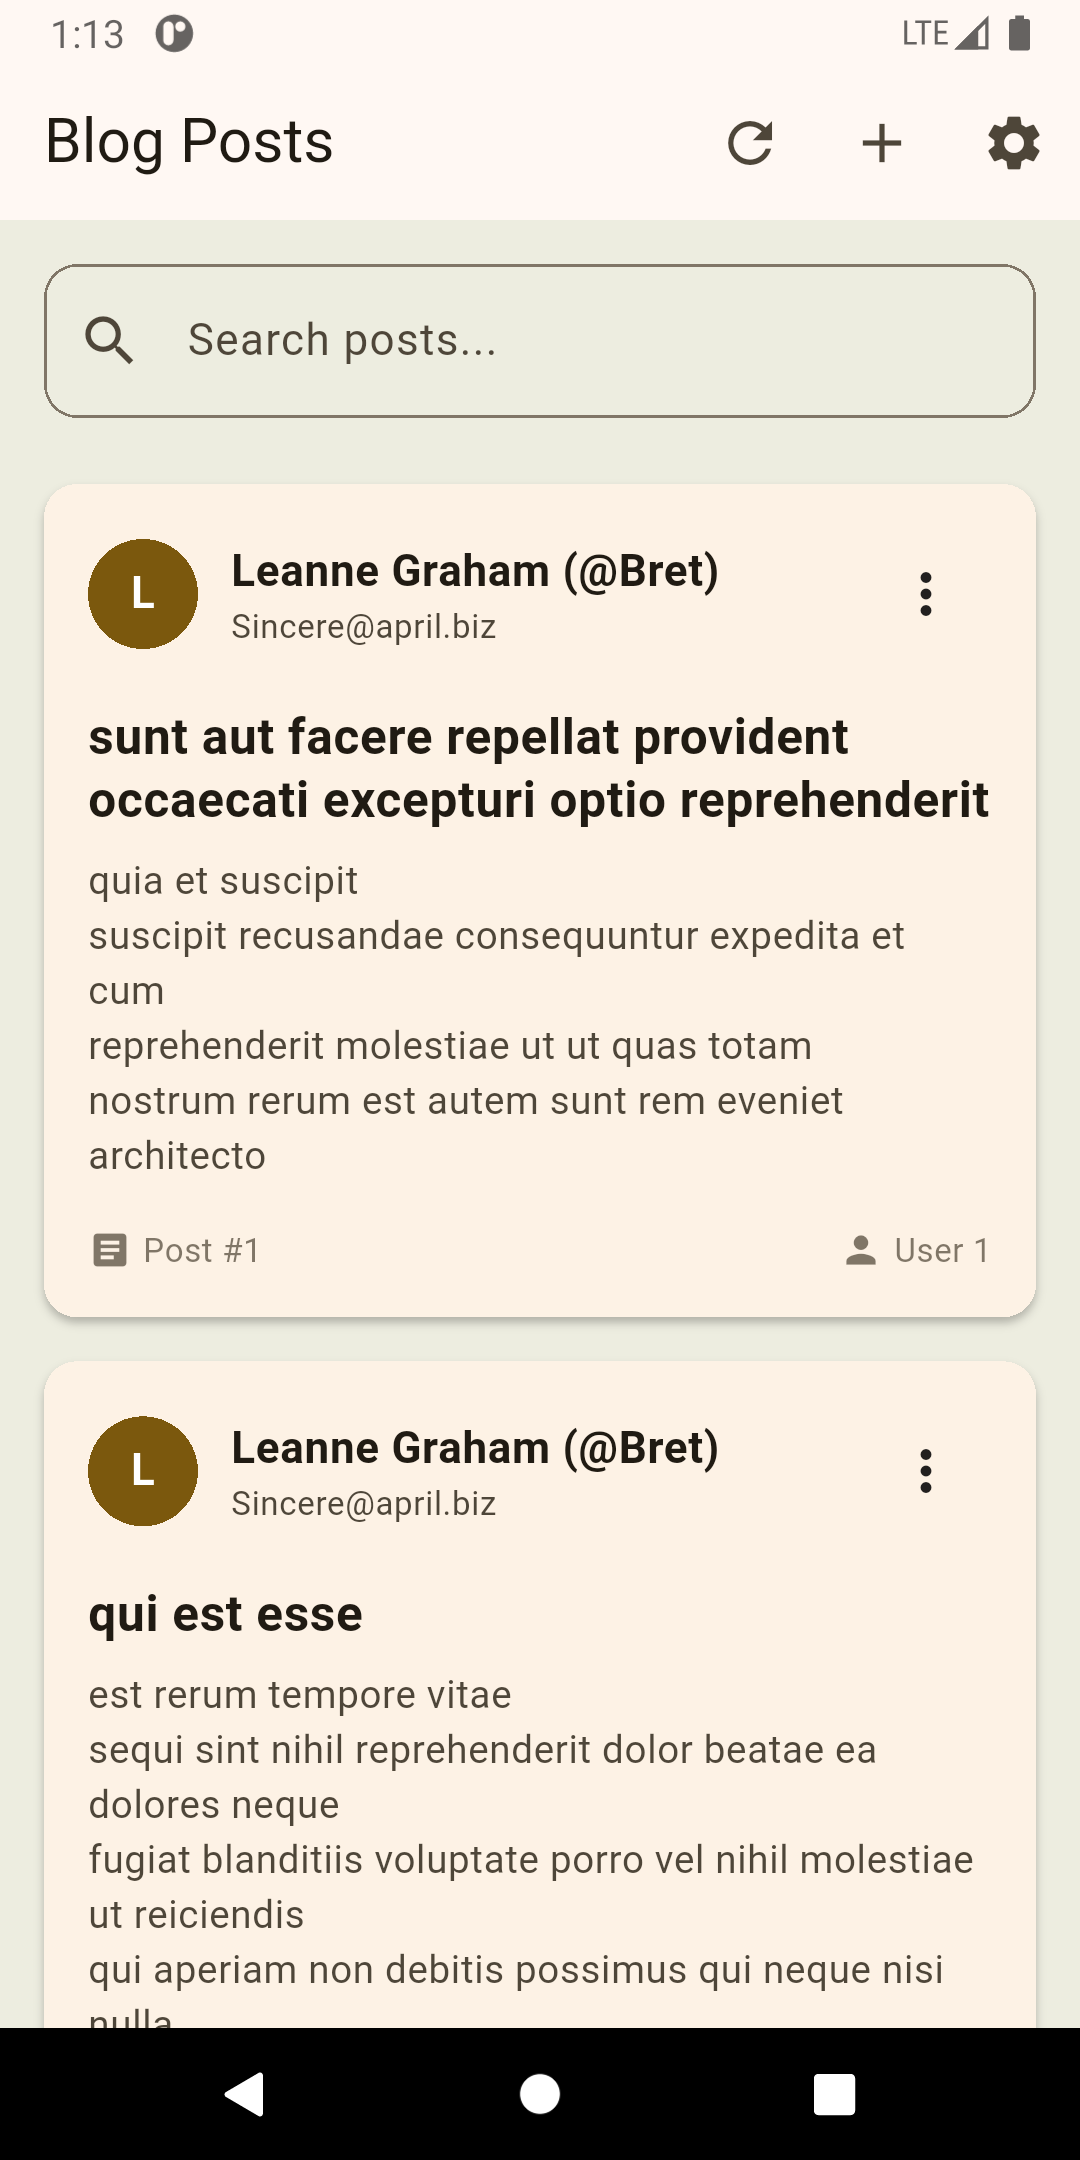 1:13
LTE
Blog Posts
Search posts...
L
Leanne Graham (@Bret)
Sincere@april.biz
sunt aut facere repellat provident
occaecati excepturi optio reprehenderit
quia et suscipit
suscipit recusandae consequuntur expedita et
cum
reprehenderit molestiae ut ut quas totam
nostrum rerum est autem sunt rem eveniet
architecto
Post #1
User 1
L
Leanne Graham (@Bret)
Sincere@april.biz
qui est esse
est rerum tempore vitae
sequi sint nihil reprehenderit dolor beatae ea
dolores neque
fugiat blanditiis voluptate porro vel nihil molestiae
ut reiciendis
qui aperiam non debitis possimus qui neque nisi
nulla